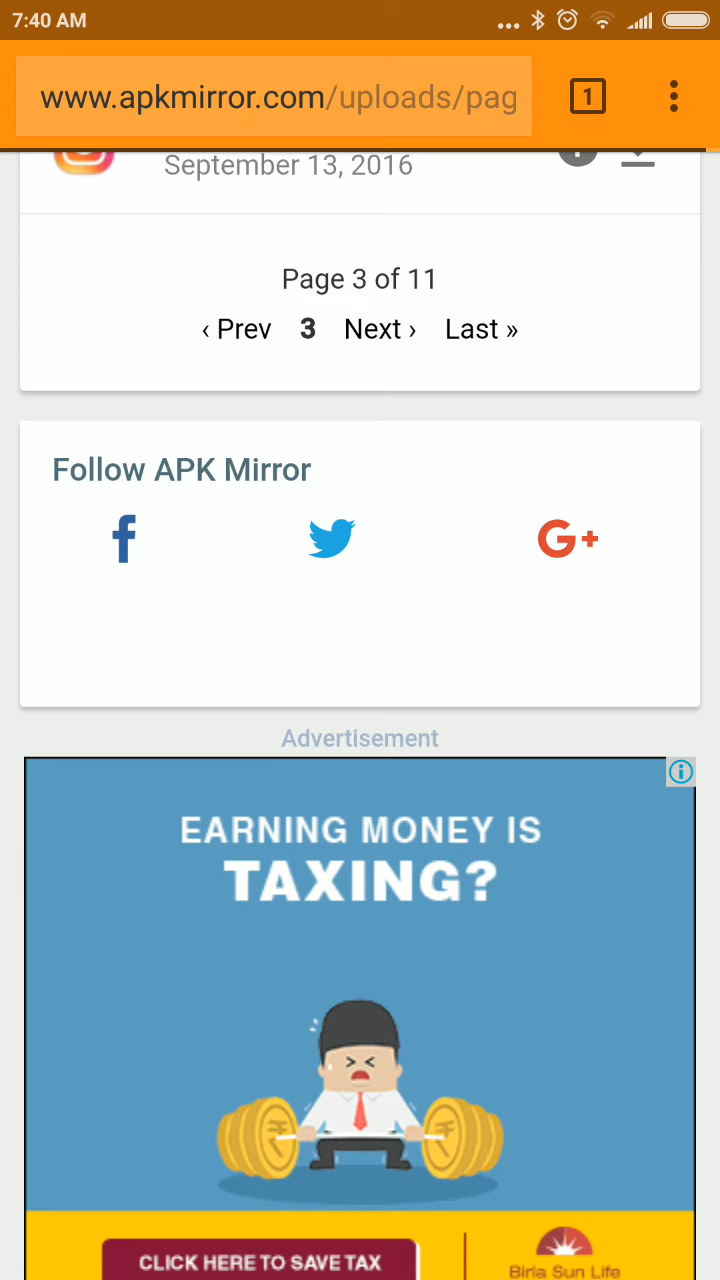 7:40 AM
www.apkmirror.com/uploads/pag
1
September 13, 2016
Page 3 of 11
‹ Prev 3 Next › Last »
Follow APK Mirror
f G+
Advertisement
EARNING MONEY IS
TAXING?
₹ ₹
CLICK HERE TO SAVE TAX
Birla Sun Life